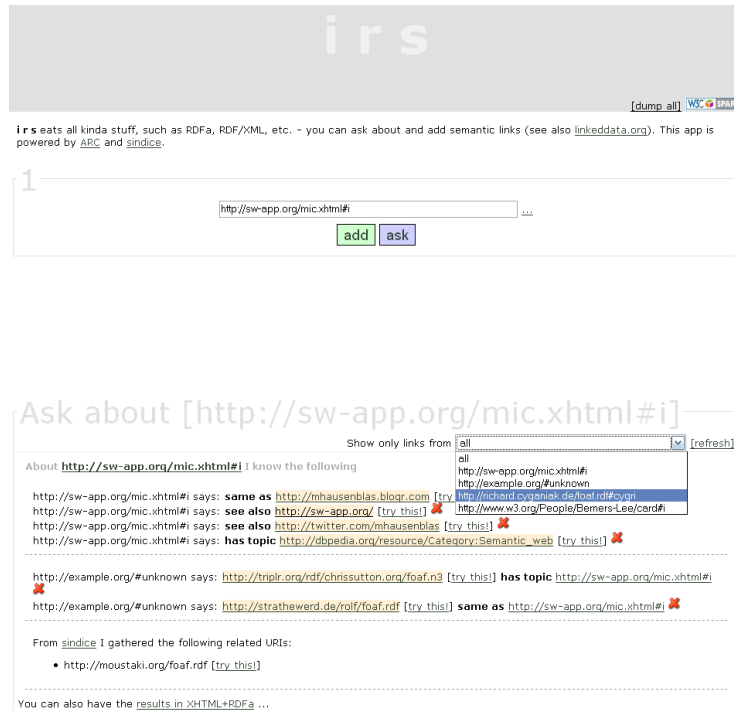 i r s
[dump all] W3C SPAR
i r s eats all kinda stuff, such as RDFa, RDF/XML, etc. - you can ask about and add semantic links (see also linkeddata.org). This app is
powered by ARC and sindice.
1
http://sw-app.org/mic.xhtml#i ...
add ask
Ask about [http://sw-app.org/mic.xhtml#i]
Show only links from all [refresh]
all
http://sw-app.org/mic.xhtml#i
http://example.org/#unknown
http://richard.cyganiak.de/foaf.rdf#cygri
http://www.w3.org/People/Berners-Lee/card#i
About http://sw-app.org/mic.xhtml#i I know the following
http://sw-app.org/mic.xhtml#i says: same as http://mhausenblas.blogr.com [try
http://sw-app.org/mic.xhtml#i says: see also http://sw-app.org/ [try this!]
http://sw-app.org/mic.xhtml#i says: see also http://twitter.com/mhausenblas [try this!]
http://sw-app.org/mic.xhtml#i says: has topic http://dbpedia.org/resource/Category:Semantic_web [try this!]
http://example.org/#unknown says: http://triplr.org/rdf/chrissutton.org/foaf.n3 [try this!] has topic http://sw-app.org/mic.xhtml#i
http://example.org/#unknown says: http://strathewerd.de/rolf/foaf.rdf [try this!] same as http://sw-app.org/mic.xhtml#i
From sindice I gathered the following related URIs:
• http://moustaki.org/foaf.rdf [try this!]
You can also have the results in XHTML+RDFa ...